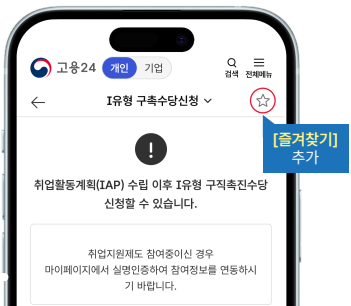 고용24 개인 기업 검색 전체메뉴
I유형 구촉수당신청
[즐겨찾기]
추가
취업활동계획(IAP) 수립 이후 I유형 구직촉진수당
신청할 수 있습니다.
취업지원제도 참여중이신 경우
마이페이지에서 실명인증하여 참여정보를 연동하시
기 바랍니다.